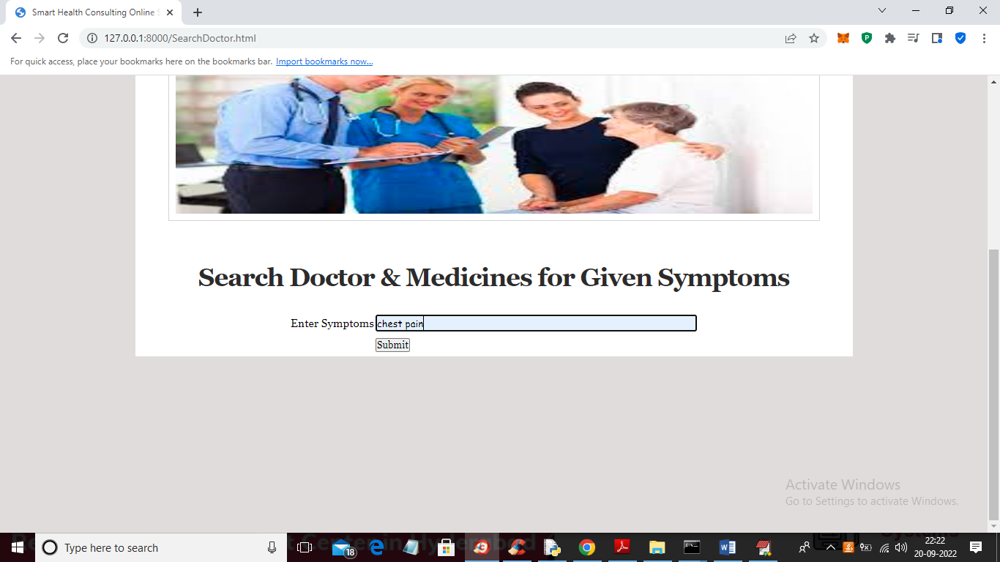 Smart Health Consulting Online S
127.0.0.1:8000/SearchDoctor.html
For quick access, place your bookmarks here on the bookmarks bar. Import bookmarks now...
Search Doctor & Medicines for Given Symptoms
Enter Symptoms chest pain
Submit
Activate Windows
Go to Settings to activate Windows.
Type here to search
18
22:22
20-09-2022